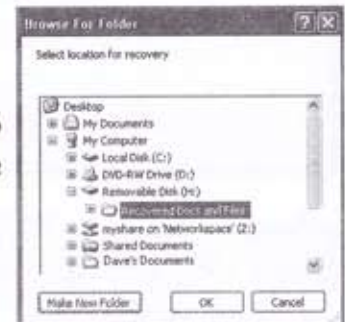 Browse For Folder
Select location for recovery
Desktop
My Documents
My Computer
Local Disk (C:)
DVD-RW Drive (D:)
Removable Disk (H:)
Recovered Docs and Files
myshare on 'Networkspace' (Z:)
Shared Documents
Dave's Documents
Make New Folder
OK
Cancel